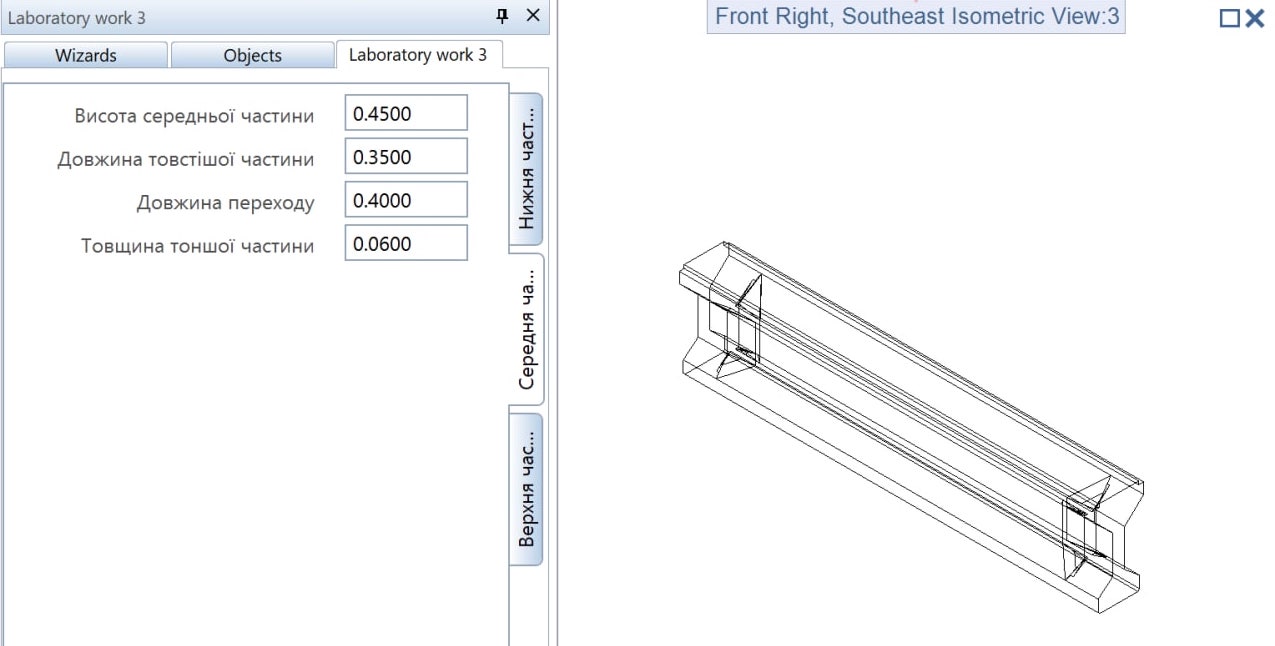 Laboratory work 3
Wizards
Objects
Laboratory work 3
Висота середньої частини 0.4500
Довжина товстішої частини 0.3500
Довжина переходу 0.4000
Товщина тоншої частини 0.0600
Нижня част...
Середня ча...
Верхня час...
Front Right, Southeast Isometric View:3